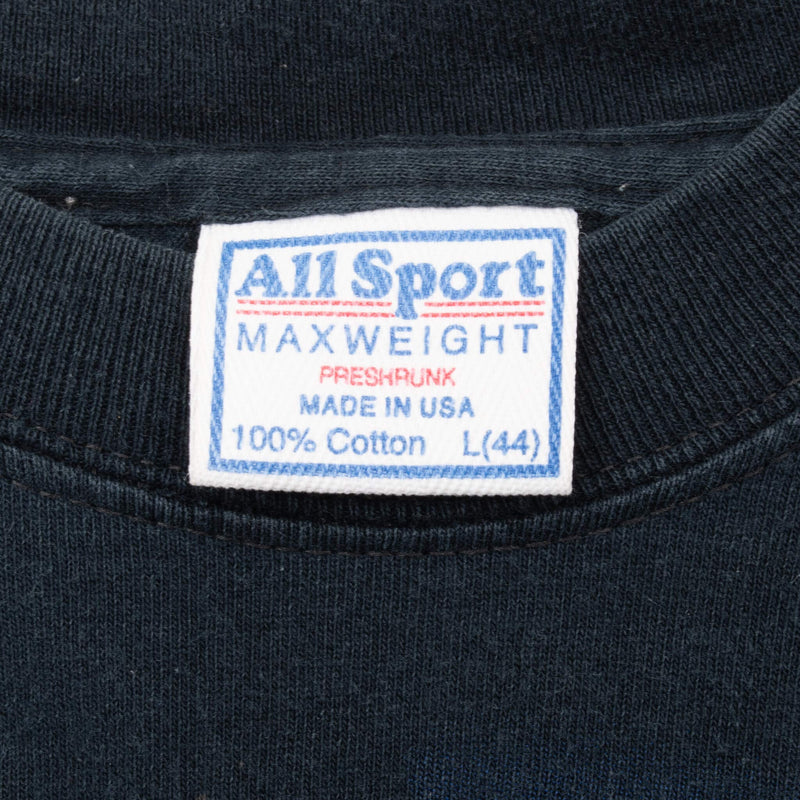 All Sport
MAXWEIGHT
PRESHRUNK
MADE IN USA
100% Cotton L(44)